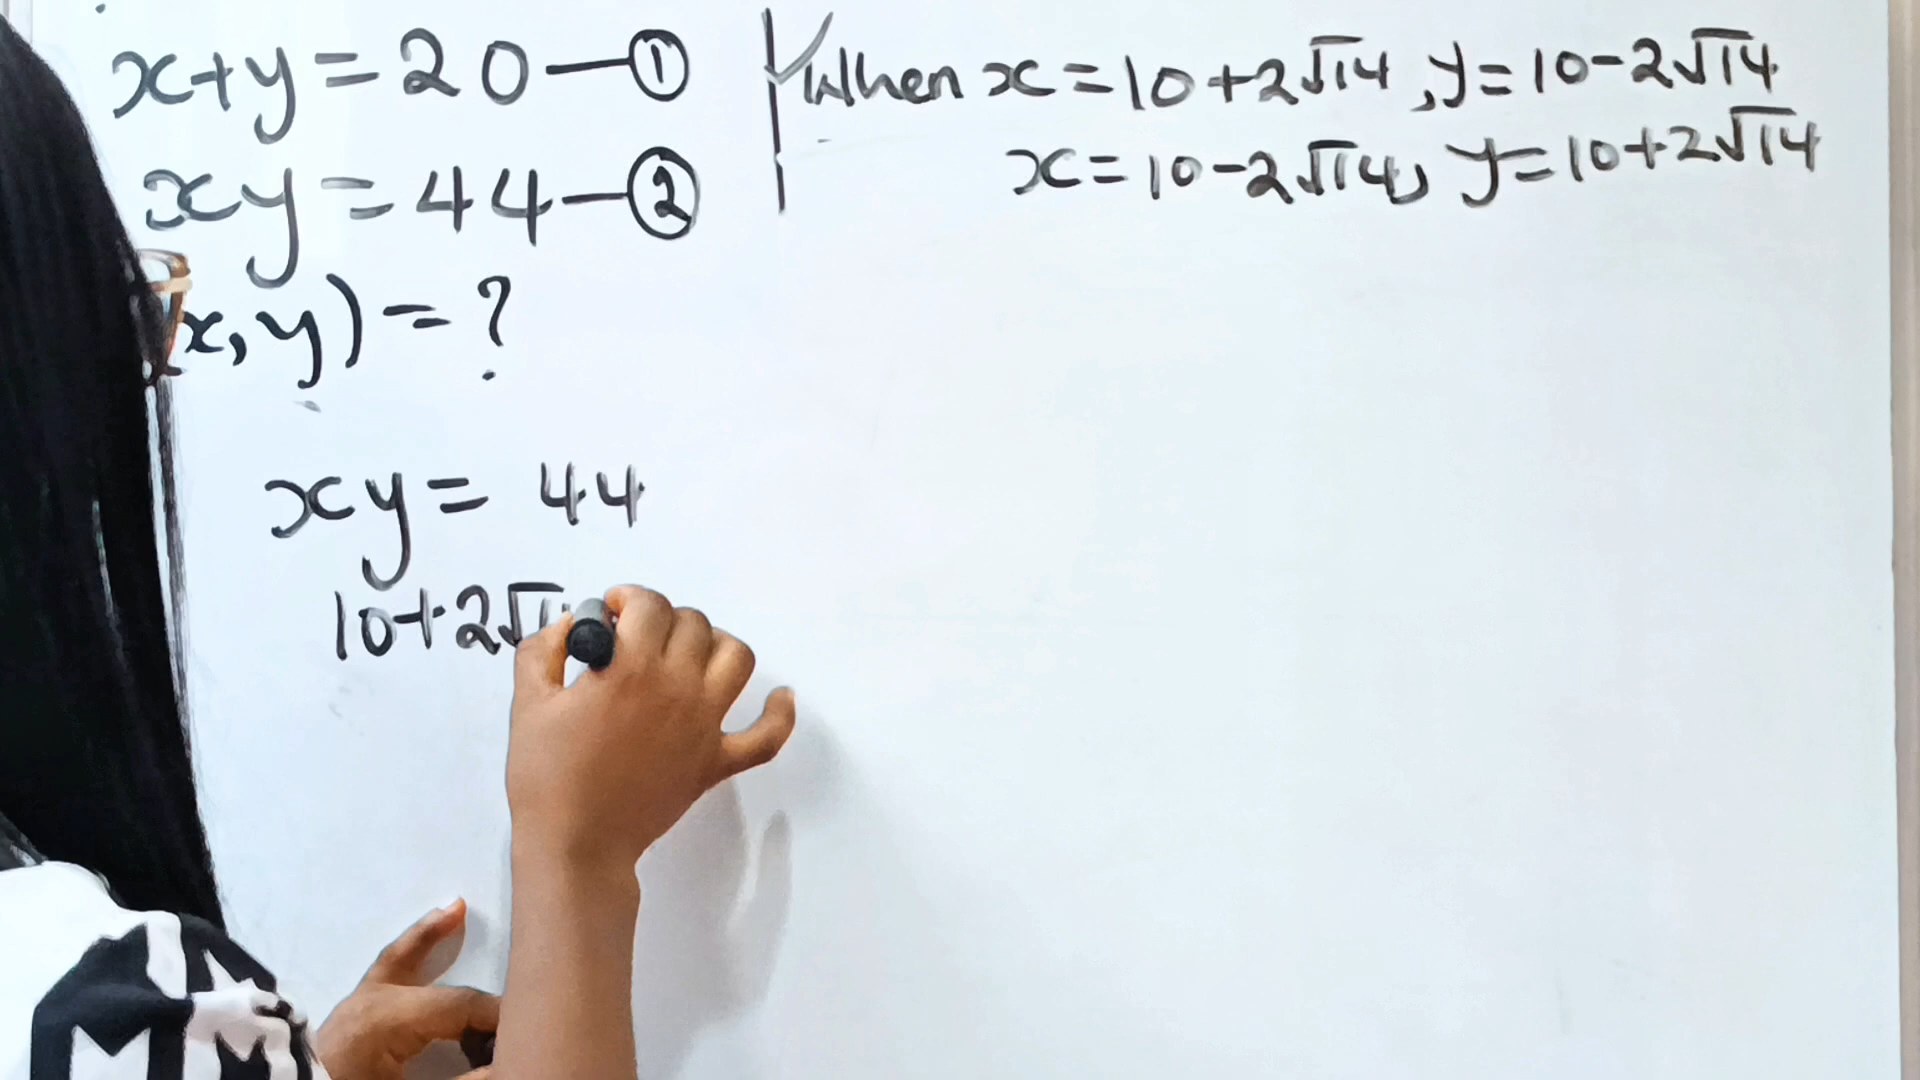 x+y=20—①
xy=44—②
x,y)=?
When x=10+2√14, y=10-2√14
x=10-2√14, y=10+2√14
xy= 44
10+2√1